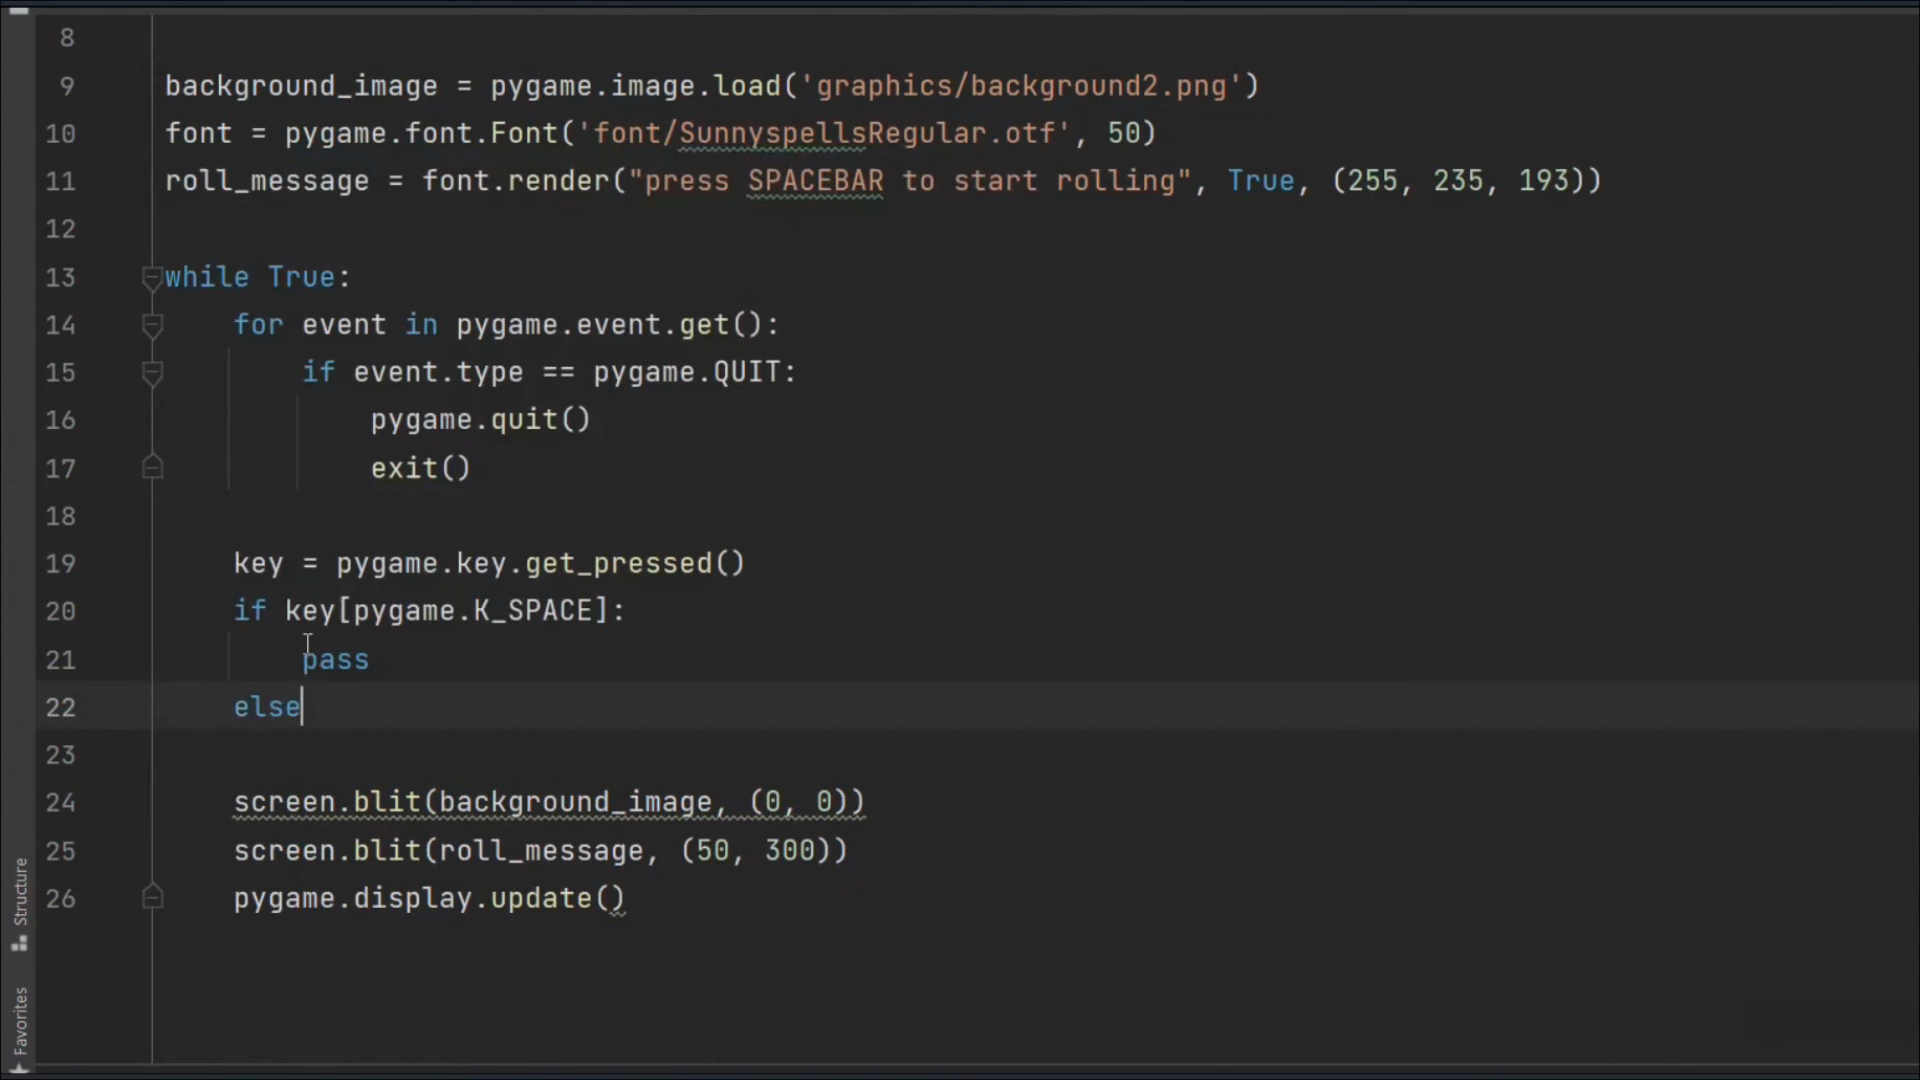 8
9 background_image = pygame.image.load('graphics/background2.png')
10 font = pygame.font.Font('font/SunnyspellsRegular.otf', 50)
11 roll_message = font.render("press SPACEBAR to start rolling", True, (255, 235, 193))
12
13 while True:
14 for event in pygame.event.get():
15 if event.type == pygame.QUIT:
16 pygame.quit()
17 exit()
18
19 key = pygame.key.get_pressed()
20 if key[pygame.K_SPACE]:
21 pass
22 else
23
24 screen.blit(background_image, (0, 0))
25 screen.blit(roll_message, (50, 300))
26 pygame.display.update()
Structure
Favorites